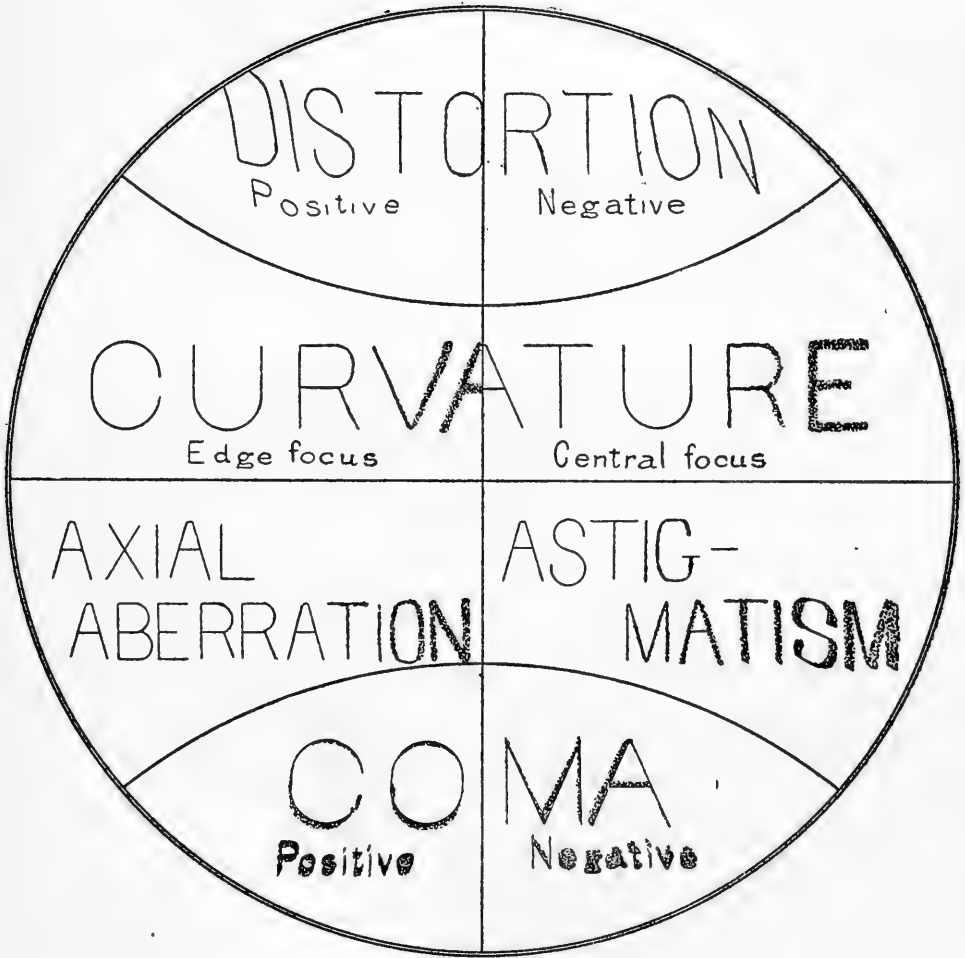 DISTORTION
Positive Negative
CURVATURE
Edge focus Central focus
AXIAL
ABERRATION
ASTIG-
MATISM
COMA
Positive Negative